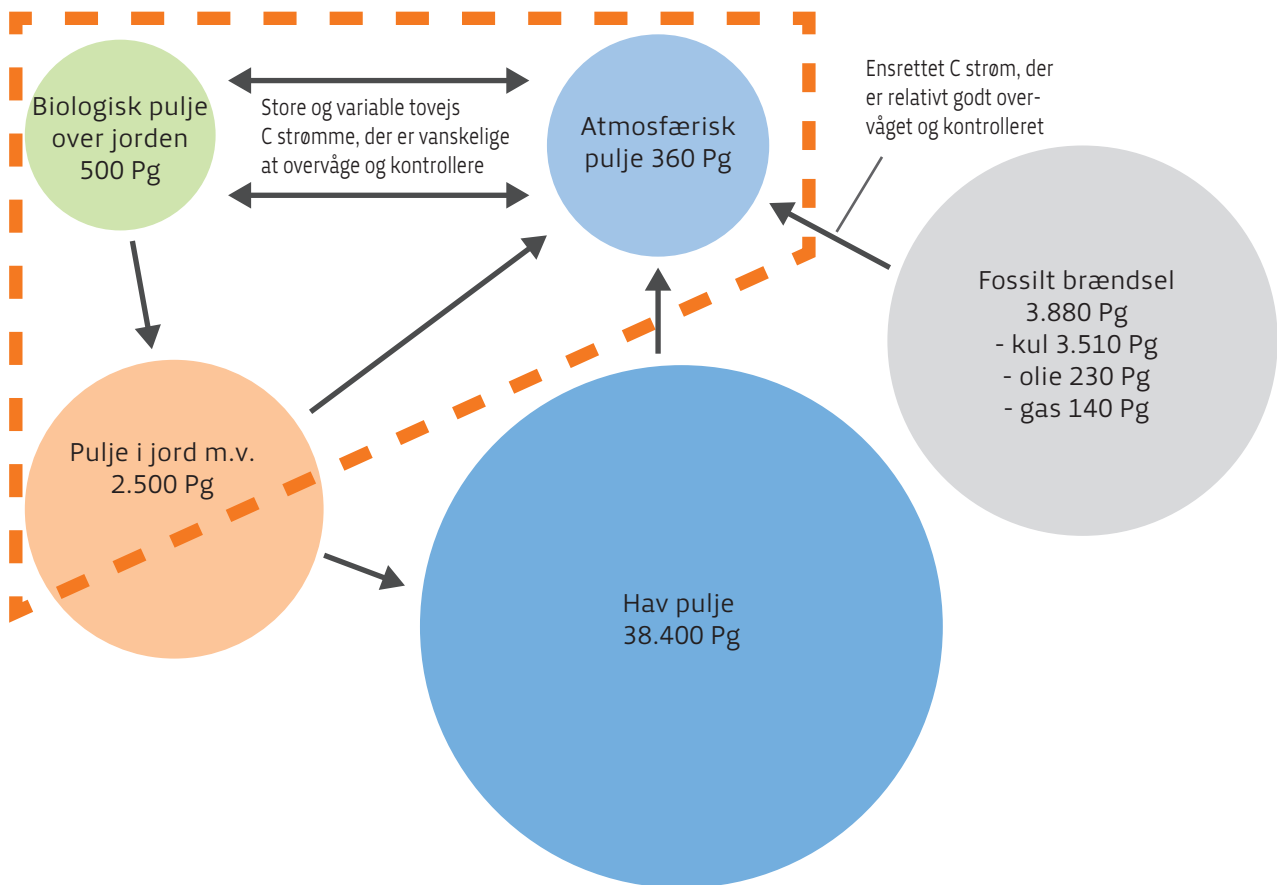 Biologisk pulje
over jorden
500 Pg
Store og variable tovejs
C strømme, der er vanskelige
at overvåge og kontrollere
Atmosfærisk
pulje 360 Pg
Ensrettet C strøm, der
er relativt godt over-
våget og kontrolleret
Fossilt brændsel
3.880 Pg
- kul 3.510 Pg
- olie 230 Pg
- gas 140 Pg
Pulje i jord m.v.
2.500 Pg
Hav pulje
38.400 Pg